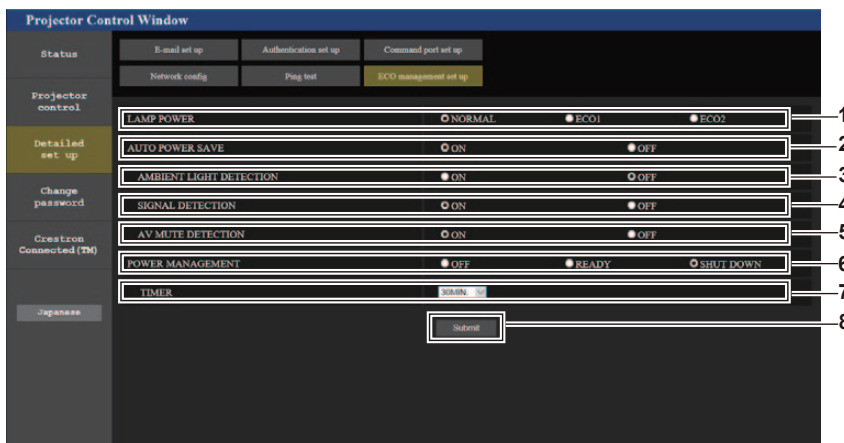 Projector Control Window
Status
E-mail set up Authentication set up Command port set up
Network config Ping test ECO management set up
Projector
control
Detailed
set up
Change
password
Crestron
Connected(TM)
Japanese
LAMP POWER NORMAL ECO1 ECO2 1
AUTO POWER SAVE ON OFF 2
AMBIENT LIGHT DETECTION ON OFF 3
SIGNAL DETECTION ON OFF 4
AV MUTE DETECTION ON OFF 5
POWER MANAGEMENT OFF READY SHUT DOWN 6
TIMER 30MIN. 7
Submit 8